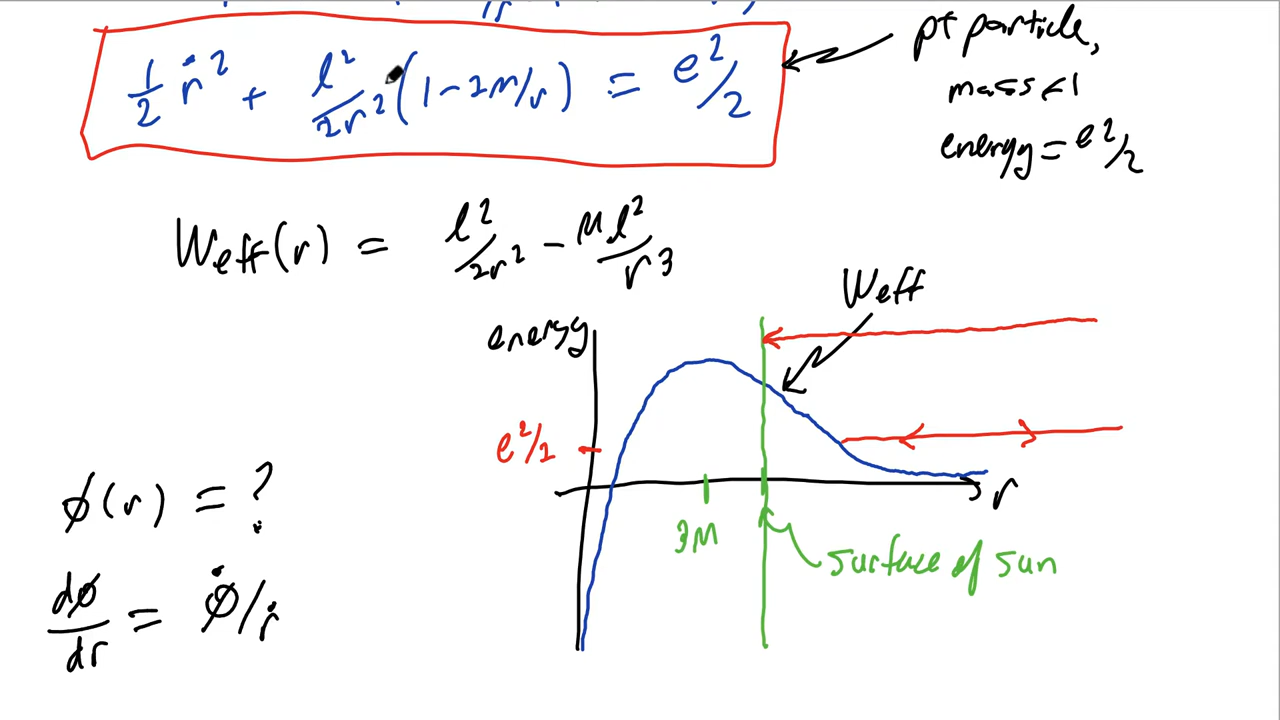 1/2 ṙ² + l²/2r² (1 - 2M/r) = e²/2
pt particle,
mass < 1
energy = e²/2
Weff(r) = l²/2r² - Ml²/r³
Weff
energy
e²/2
r
3M
surface of sun
ϕ(r) = ?
dϕ/dr = ϕ̇/ṙ